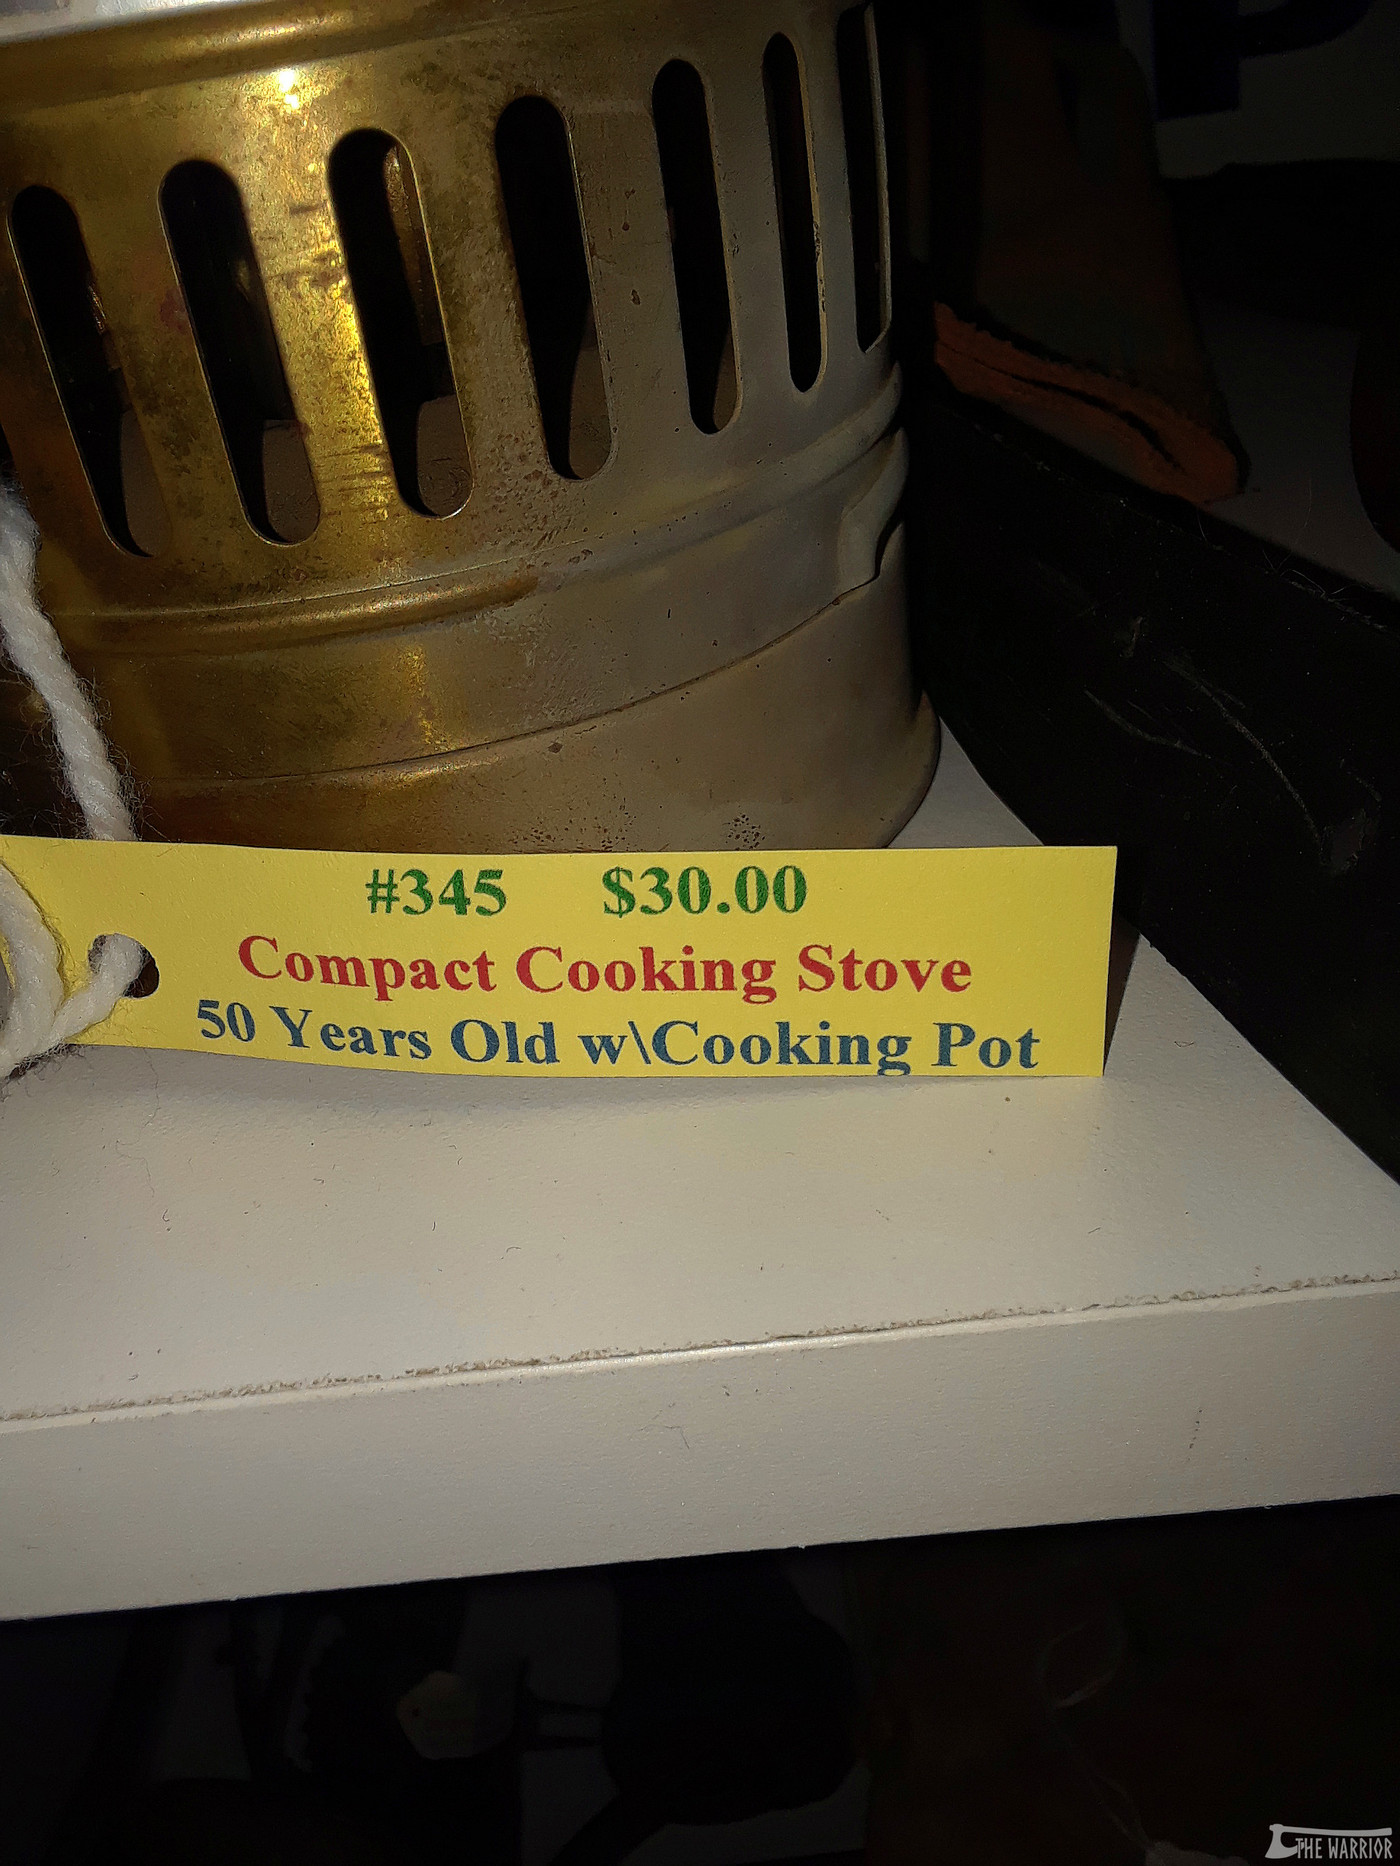 #345 $30.00
Compact Cooking Stove
50 Years Old w\Cooking Pot
THE WARRIOR